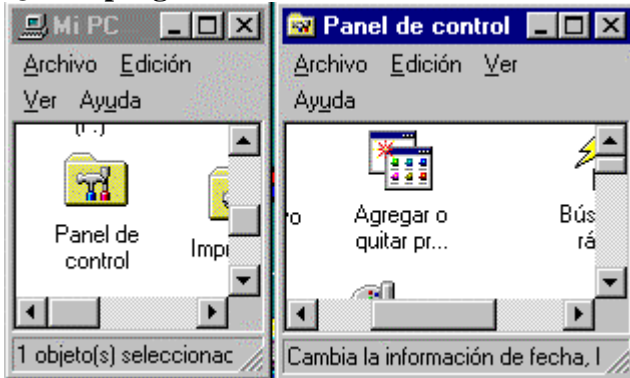 Mi PC
Archivo Edición
Ver Ayuda
Panel de
control
1 objeto(s) seleccionac
Panel de control
Archivo Edición Ver
Ayuda
Agregar o
quitar pr...
Cambia la información de fecha, l